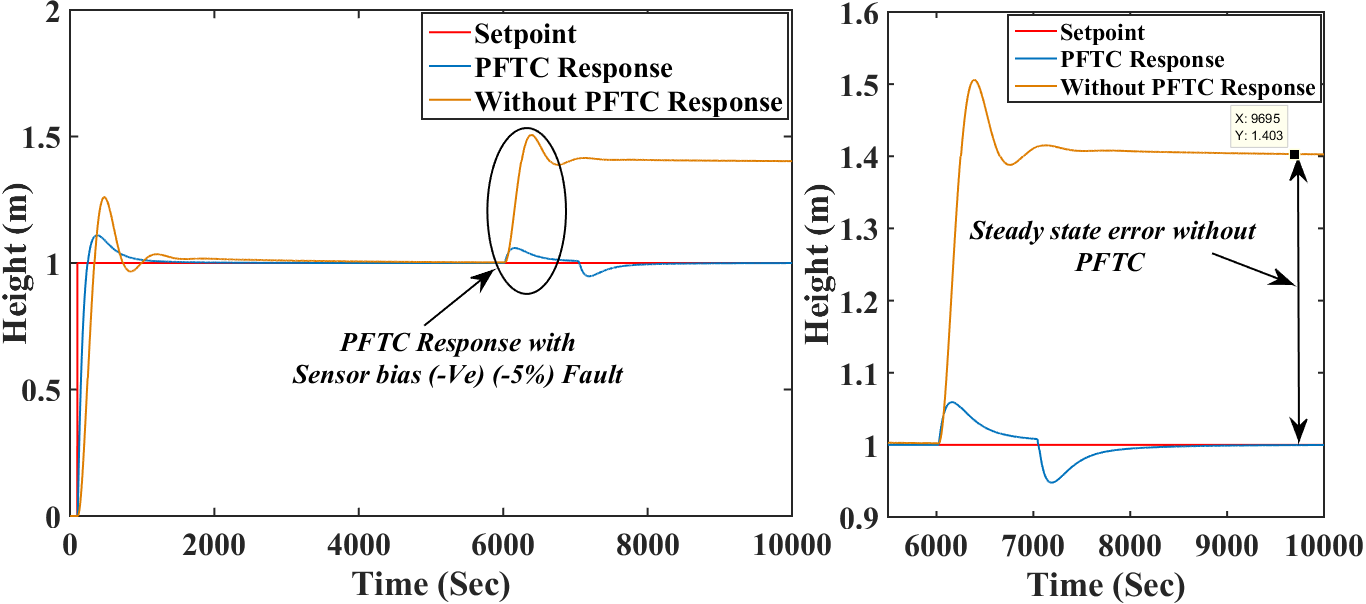 2
1.5
1
0.5
0
0
2000
4000
6000
8000
10000
Height (m)
Time (Sec)
Setpoint
PFTC Response
Without PFTC Response
PFTC Response with
Sensor bias (-Ve) (-5%) Fault
1.6
1.5
1.4
1.3
1.2
1.1
1
0.9
6000
7000
8000
9000
10000
Height (m)
Time (Sec)
Setpoint
PFTC Response
Without PFTC Response
X: 9695
Y: 1.403
Steady state error without
PFTC